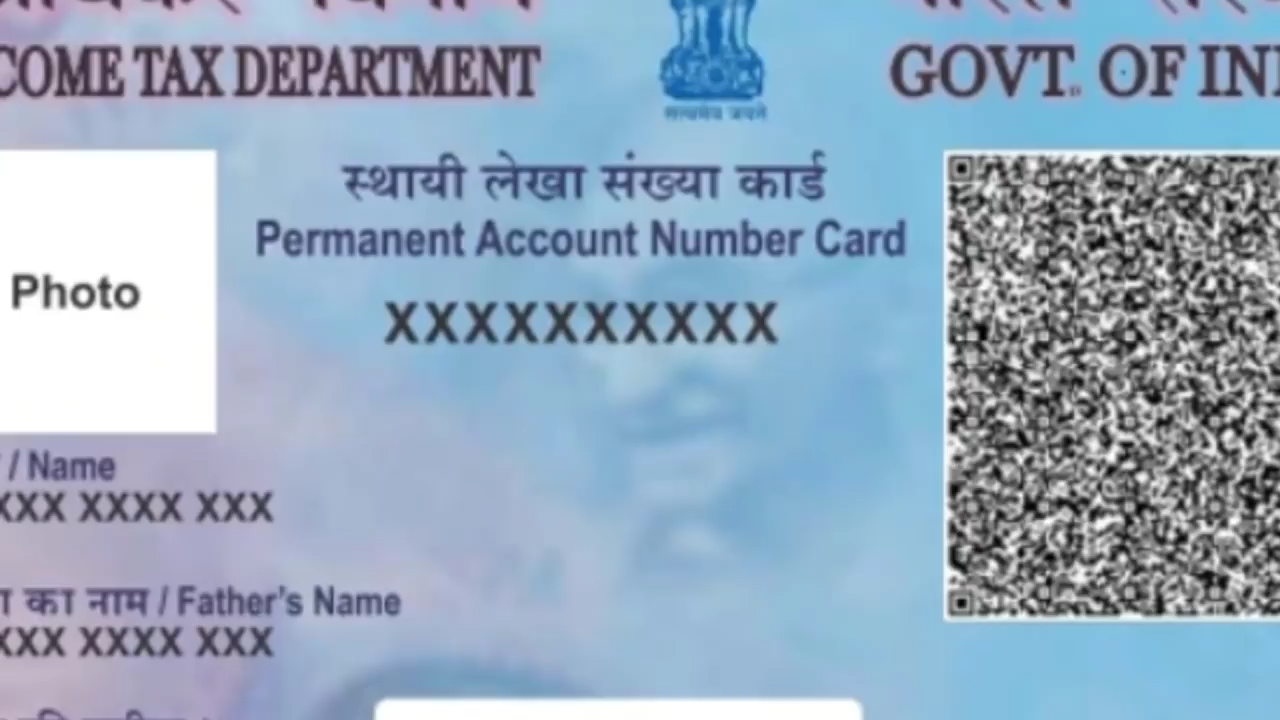 COME TAX DEPARTMENT
GOVT. OF IN
सत्यमेव जयते
स्थायी लेखा संख्या कार्ड
Permanent Account Number Card
XXXXXXXXXX
Photo
/ Name
XXX XXXX XXX
का नाम / Father's Name
XXX XXXX XXX